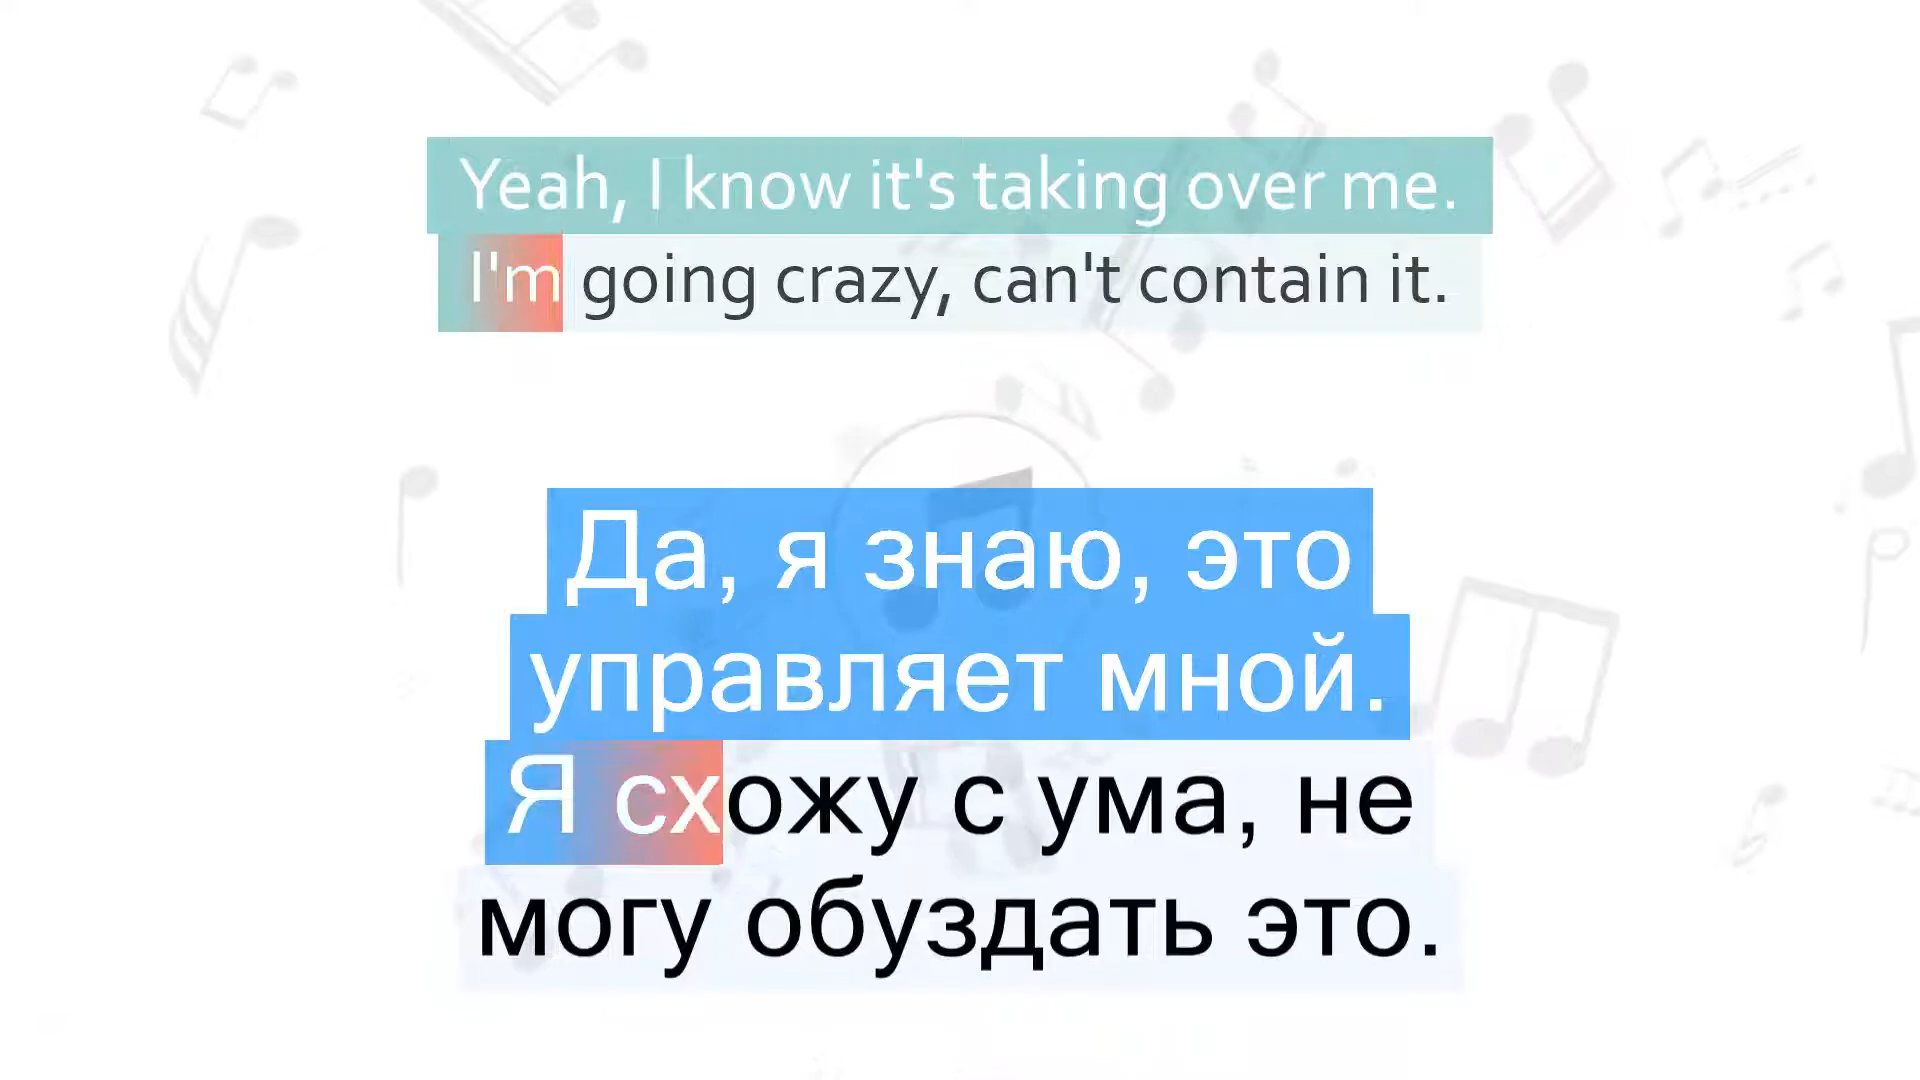 Yeah, I know it's taking over me.
I'm going crazy, can't contain it.
Да, я знаю, это
управляет мной.
Я схожу с ума, не
могу обуздать это.